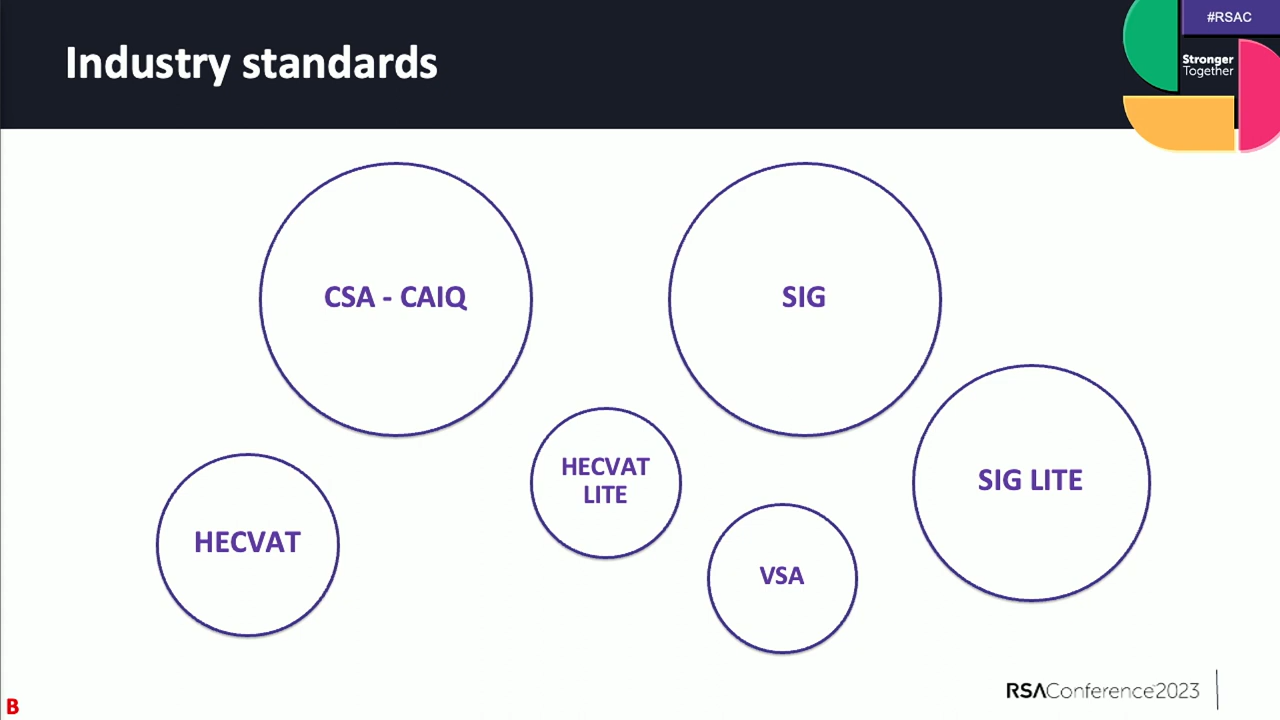 Industry standards
#RSAC
Stronger
Together
CSA - CAIQ
SIG
HECVAT
LITE
SIG LITE
HECVAT
VSA
RSAConference2023
B